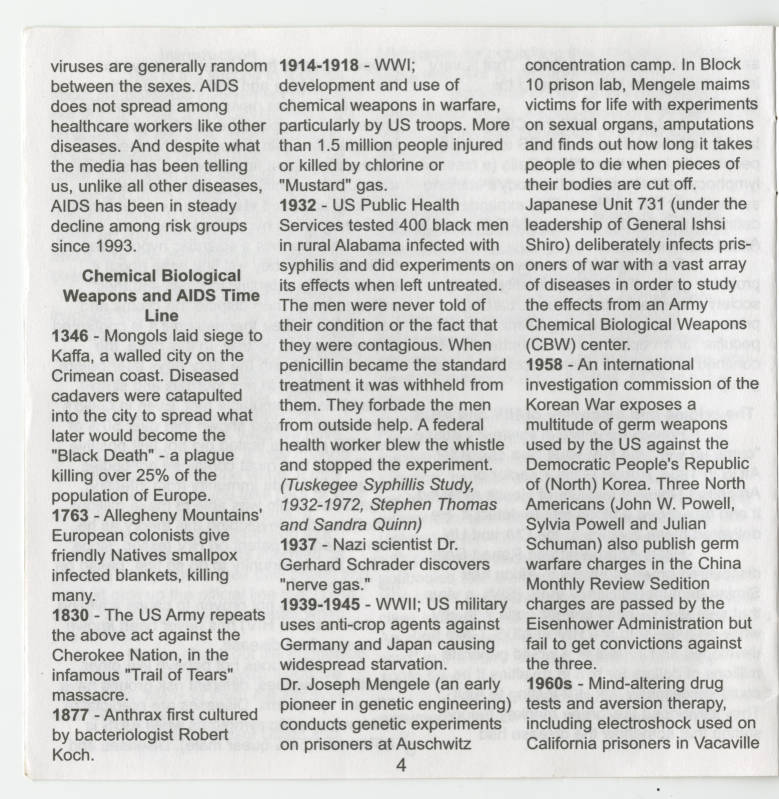 viruses are generally random
between the sexes. AIDS
does not spread among
healthcare workers like other
diseases. And despite what
the media has been telling
us, unlike all other diseases,
AIDS has been in steady
decline among risk groups
since 1993.
Chemical Biological
Weapons and AIDS Time
Line
1346 - Mongols laid siege to
Kaffa, a walled city on the
Crimean coast. Diseased
cadavers were catapulted
into the city to spread what
later would become the
"Black Death" - a plague
killing over 25% of the
population of Europe.
1763 - Allegheny Mountains'
European colonists give
friendly Natives smallpox
infected blankets, killing
many.
1830 - The US Army repeats
the above act against the
Cherokee Nation, in the
infamous "Trail of Tears"
massacre.
1877 - Anthrax first cultured
by bacteriologist Robert
Koch.
1914-1918 - WWI;
development and use of
chemical weapons in warfare,
particularly by US troops. More
than 1.5 million people injured
or killed by chlorine or
"Mustard" gas.
1932 - US Public Health
Services tested 400 black men
in rural Alabama infected with
syphilis and did experiments on
its effects when left untreated.
The men were never told of
their condition or the fact that
they were contagious. When
penicillin became the standard
treatment it was withheld from
them. They forbade the men
from outside help. A federal
health worker blew the whistle
and stopped the experiment.
(Tuskegee Syphillis Study,
1932-1972, Stephen Thomas
and Sandra Quinn)
1937 - Nazi scientist Dr.
Gerhard Schrader discovers
"nerve gas."
1939-1945 - WWII; US military
uses anti-crop agents against
Germany and Japan causing
widespread starvation.
Dr. Joseph Mengele (an early
pioneer in genetic engineering)
conducts genetic experiments
on prisoners at Auschwitz
concentration camp. In Block
10 prison lab, Mengele maims
victims for life with experiments
on sexual organs, amputations
and finds out how long it takes
people to die when pieces of
their bodies are cut off.
Japanese Unit 731 (under the
leadership of General Ishsi
Shiro) deliberately infects pris-
oners of war with a vast array
of diseases in order to study
the effects from an Army
Chemical Biological Weapons
(CBW) center.
1958 - An international
investigation commission of the
Korean War exposes a
multitude of germ weapons
used by the US against the
Democratic People's Republic
of (North) Korea. Three North
Americans (John W. Powell,
Sylvia Powell and Julian
Schuman) also publish germ
warfare charges in the China
Monthly Review Sedition
charges are passed by the
Eisenhower Administration but
fail to get convictions against
the three.
1960s - Mind-altering drug
tests and aversion therapy,
including electroshock used on
California prisoners in Vacaville
4